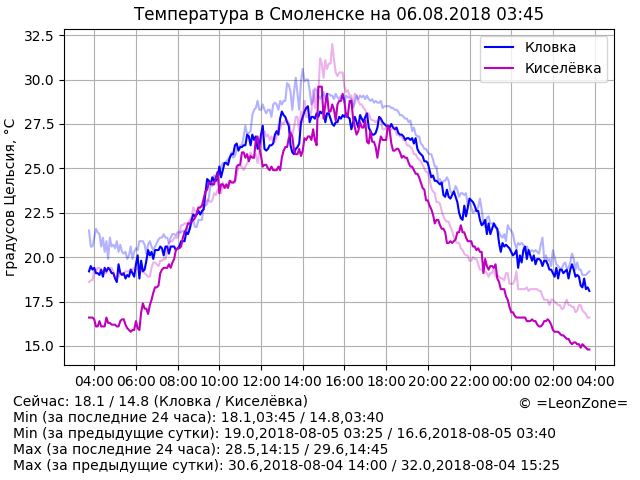 Температура в Смоленске на 06.08.2018 03:45
Кловка
Киселёвка
градусов Цельсия, °C
32.5
30.0
27.5
25.0
22.5
20.0
17.5
15.0
04:00 06:00 08:00 10:00 12:00 14:00 16:00 18:00 20:00 22:00 00:00 02:00 04:00
Сейчас: 18.1 / 14.8 (Кловка / Киселёвка)
© =LeonZone=
Min (за последние 24 часа): 18.1,03:45 / 14.8,03:40
Min (за предыдущие сутки): 19.0,2018-08-05 03:25 / 16.6,2018-08-05 03:40
Max (за последние 24 часа): 28.5,14:15 / 29.6,14:45
Max (за предыдущие сутки): 30.6,2018-08-04 14:00 / 32.0,2018-08-04 15:25